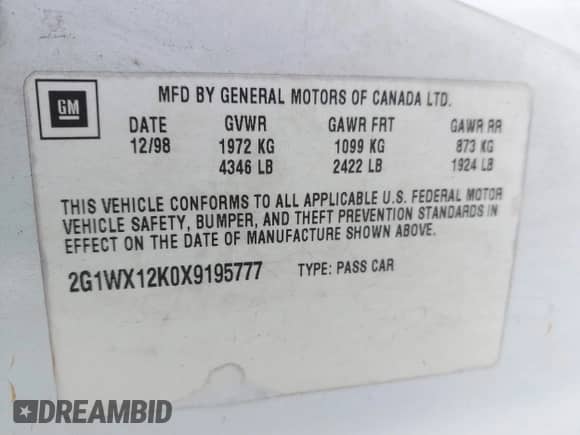 GM
MFD BY GENERAL MOTORS OF CANADA LTD.
DATE GVWR GAWR FRT GAWR RR
12/98 1972 KG 1099 KG 873 KG
4346 LB 2422 LB 1924 LB
THIS VEHICLE CONFORMS TO ALL APPLICABLE U.S. FEDERAL MOTOR
VEHICLE SAFETY, BUMPER, AND THEFT PREVENTION STANDARDS IN
EFFECT ON THE DATE OF MANUFACTURE SHOWN ABOVE.
2G1WX12K0X9195777 TYPE: PASS CAR
DREAMBID